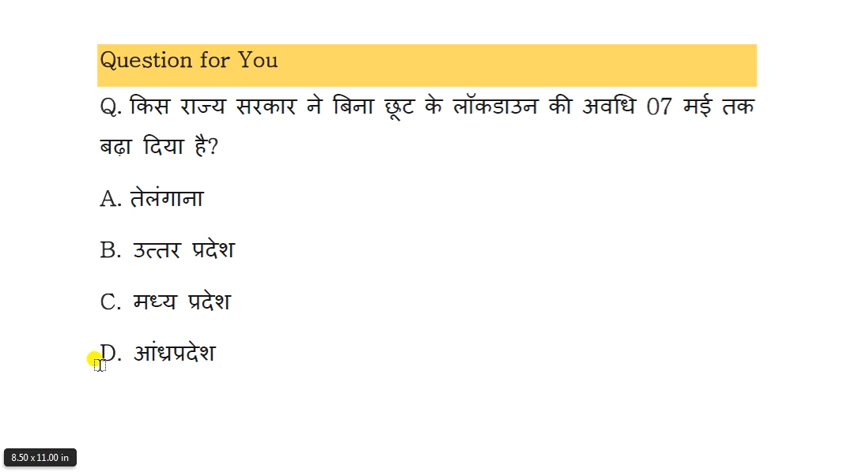 Question for You
Q. किस राज्य सरकार ने बिना छूट के लॉकडाउन की अवधि 07 मई तक
बढ़ा दिया है?
A. तेलंगाना
B. उत्तर प्रदेश
C. मध्य प्रदेश
D. आंध्रप्रदेश
8.50 x 11.00 in